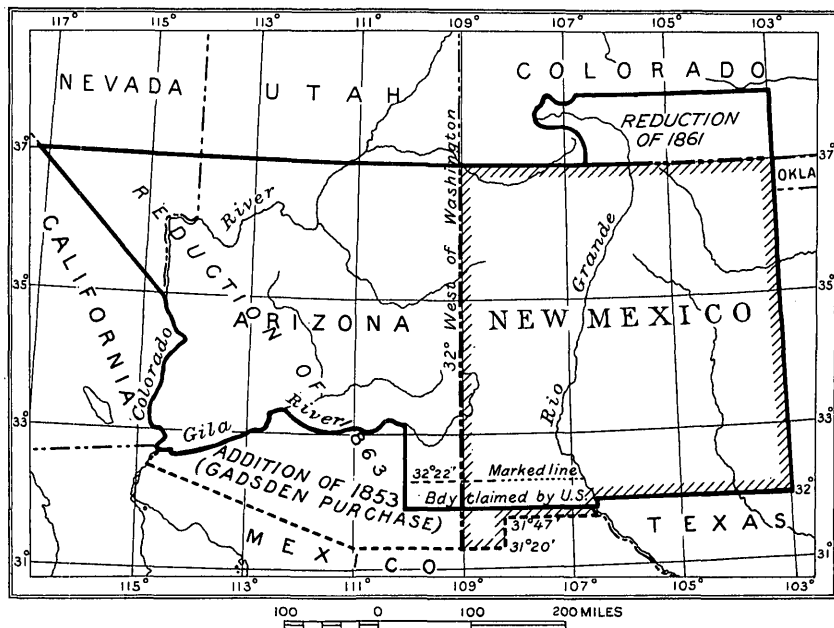 117° 115° 113° 111° 109° 107° 105° 103°
NEVADA
UTAH
COLORADO
REDUCTION
OF 1861
37°
37°
OKLA
32° West of Washington
River
REDUCTION OF 1863
CALIFORNIA
Grande
35°
35°
ARIZONA
NEW MEXICO
Colorado
Rio
33°
33°
Gila
River
ADDITION OF 1853
(GADSDEN PURCHASE)
32°22'
Marked line
Bdy claimed by U.S.
32°
31°47'
31°20'
TEXAS
MEX CO
31°
31°
115° 113° 111° 109° 107° 105° 103°
100 0 100 200 MILES